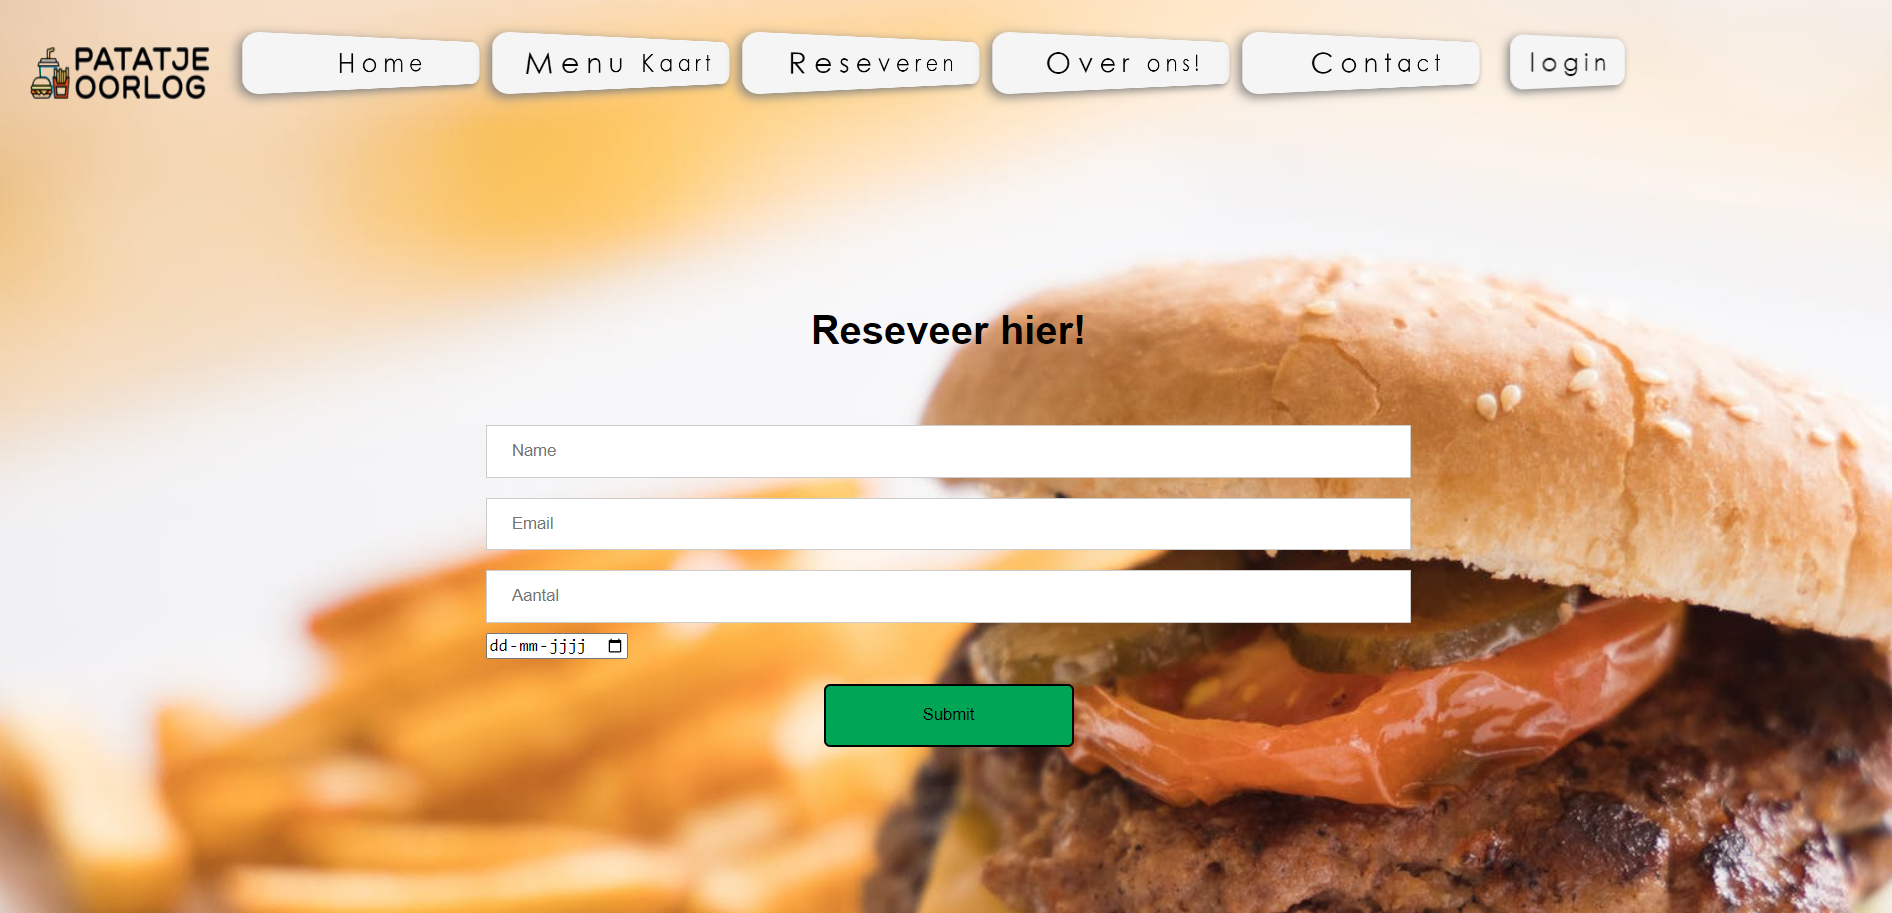 PATATJE
OORLOG
Home
Menu Kaart
Reseveren
Over ons!
Contact
login
Reseveer hier!
Name
Email
Aantal
dd-mm-jjjj
Submit